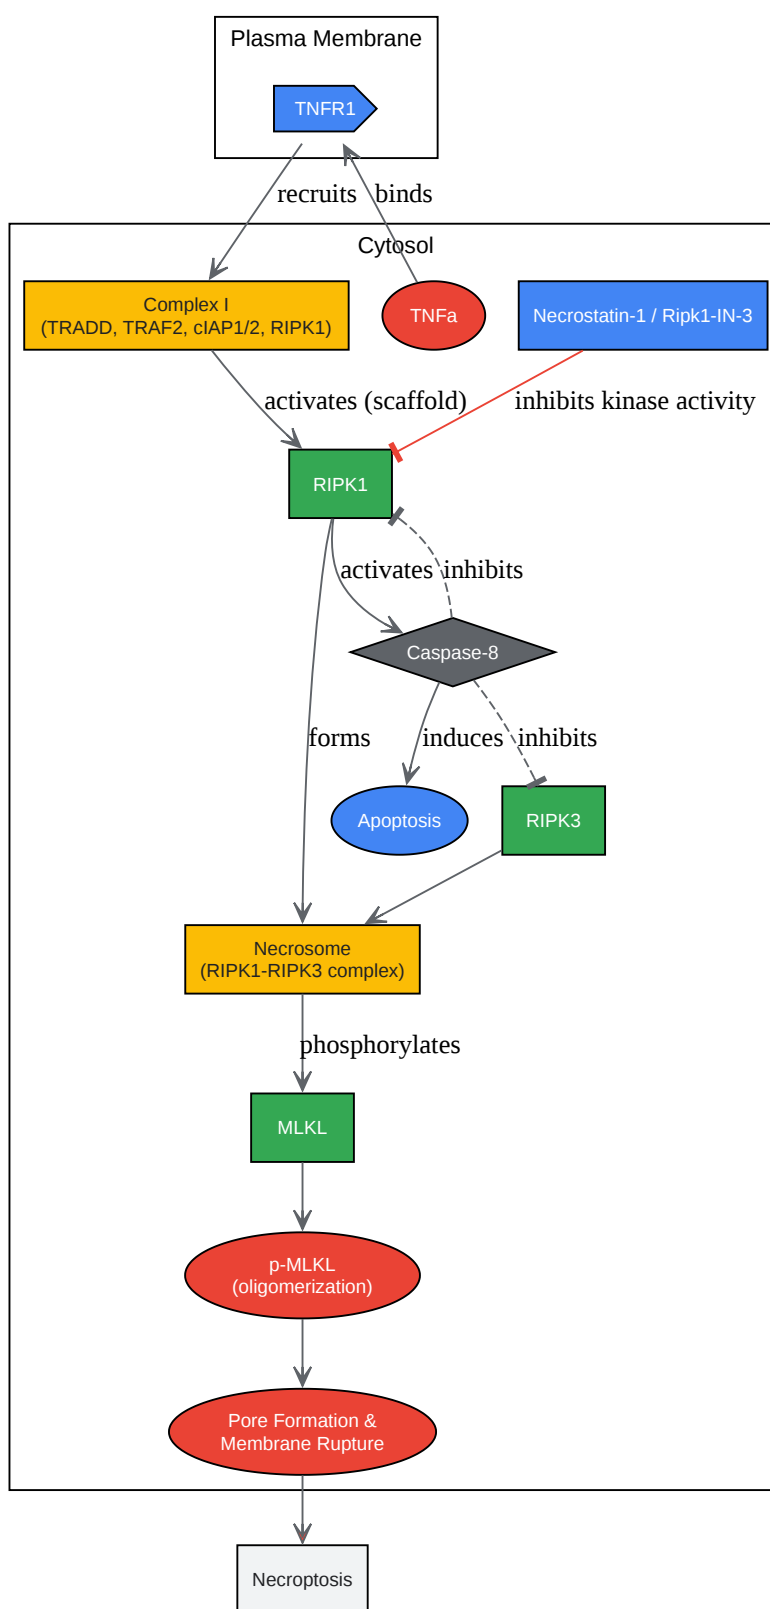 Plasma Membrane
TNFR1
recruits
binds
Cytosol
Complex I
(TRADD, TRAF2, cIAP1/2, RIPK1)
TNFa
Necrostatin-1 / Ripk1-IN-3
activates (scaffold)
inhibits kinase activity
RIPK1
activates
inhibits
Caspase-8
forms
induces
inhibits
Apoptosis
RIPK3
Necrosome
(RIPK1-RIPK3 complex)
phosphorylates
MLKL
p-MLKL
(oligomerization)
Pore Formation &
Membrane Rupture
Necroptosis